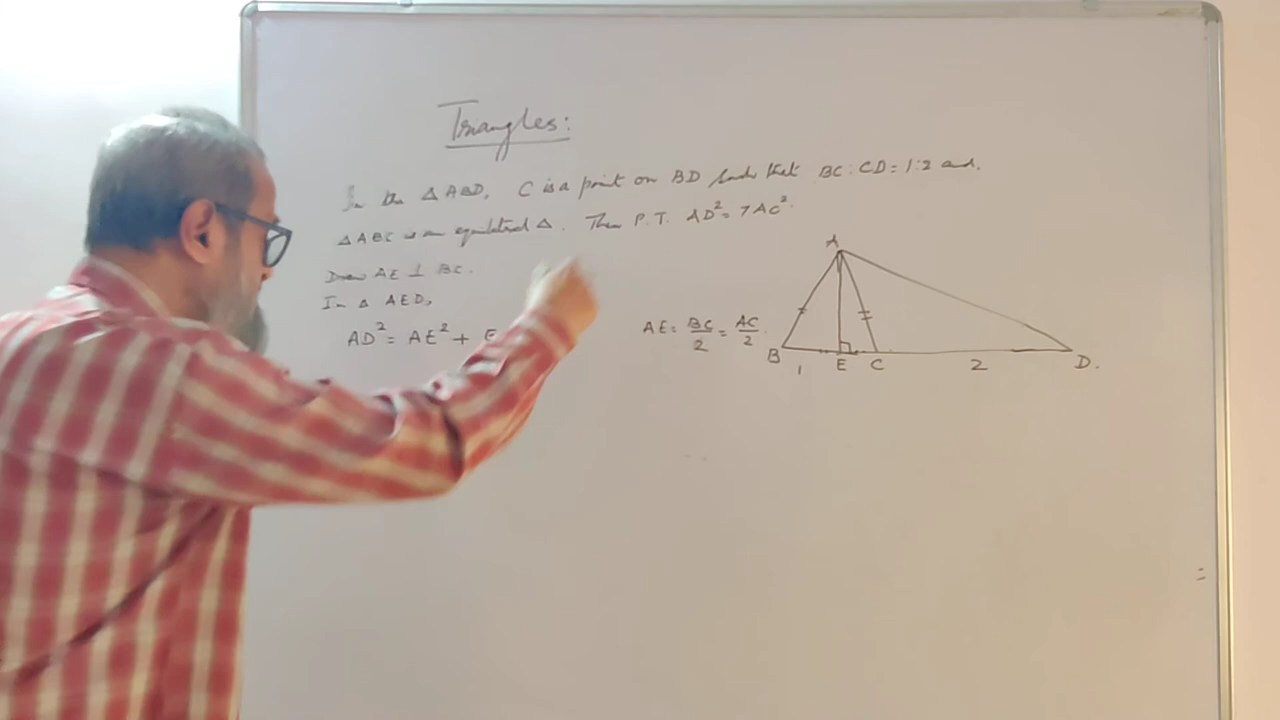 Triangles:
In the △ ABD, C is a point on BD such that BC : CD = 1:2 and.
△ ABC is an equilateral △. Then P.T. AD² = 7AC².
Draw AE ⊥ BC.
In △ AED,
AD² = AE² + E
AE = BC/2 = AC/2.
A
B
E
C
D.
1
2